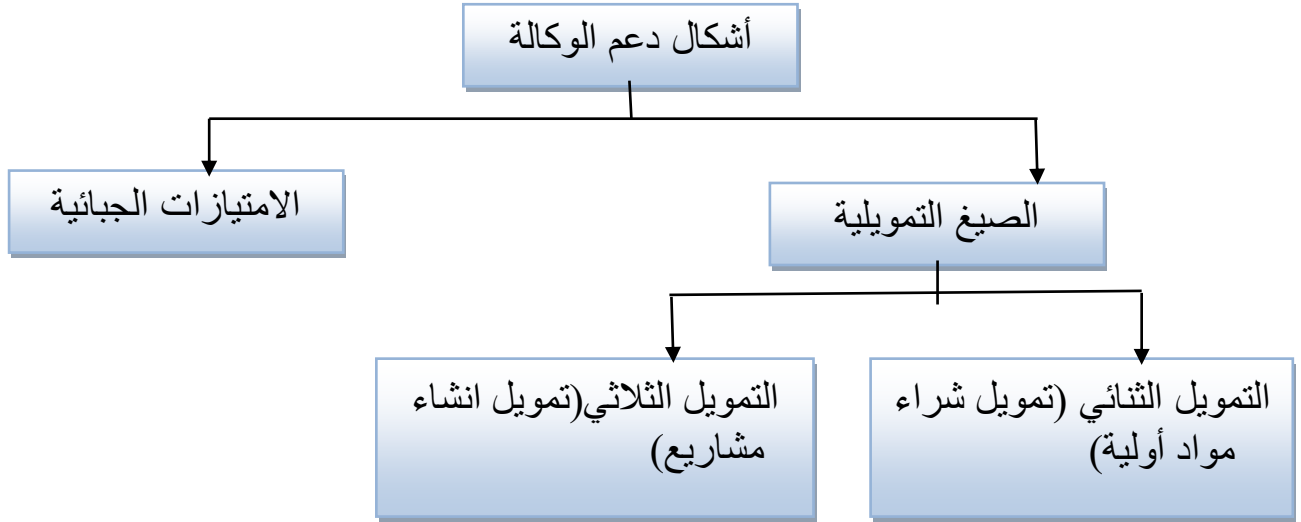 أشكال دعم الوكالة
الصيغ التمويلية
الامتيازات الجبائية
التمويل الثنائي (تمويل شراء
مواد أولية)
التمويل الثلاثي(تمويل انشاء
مشاريع)